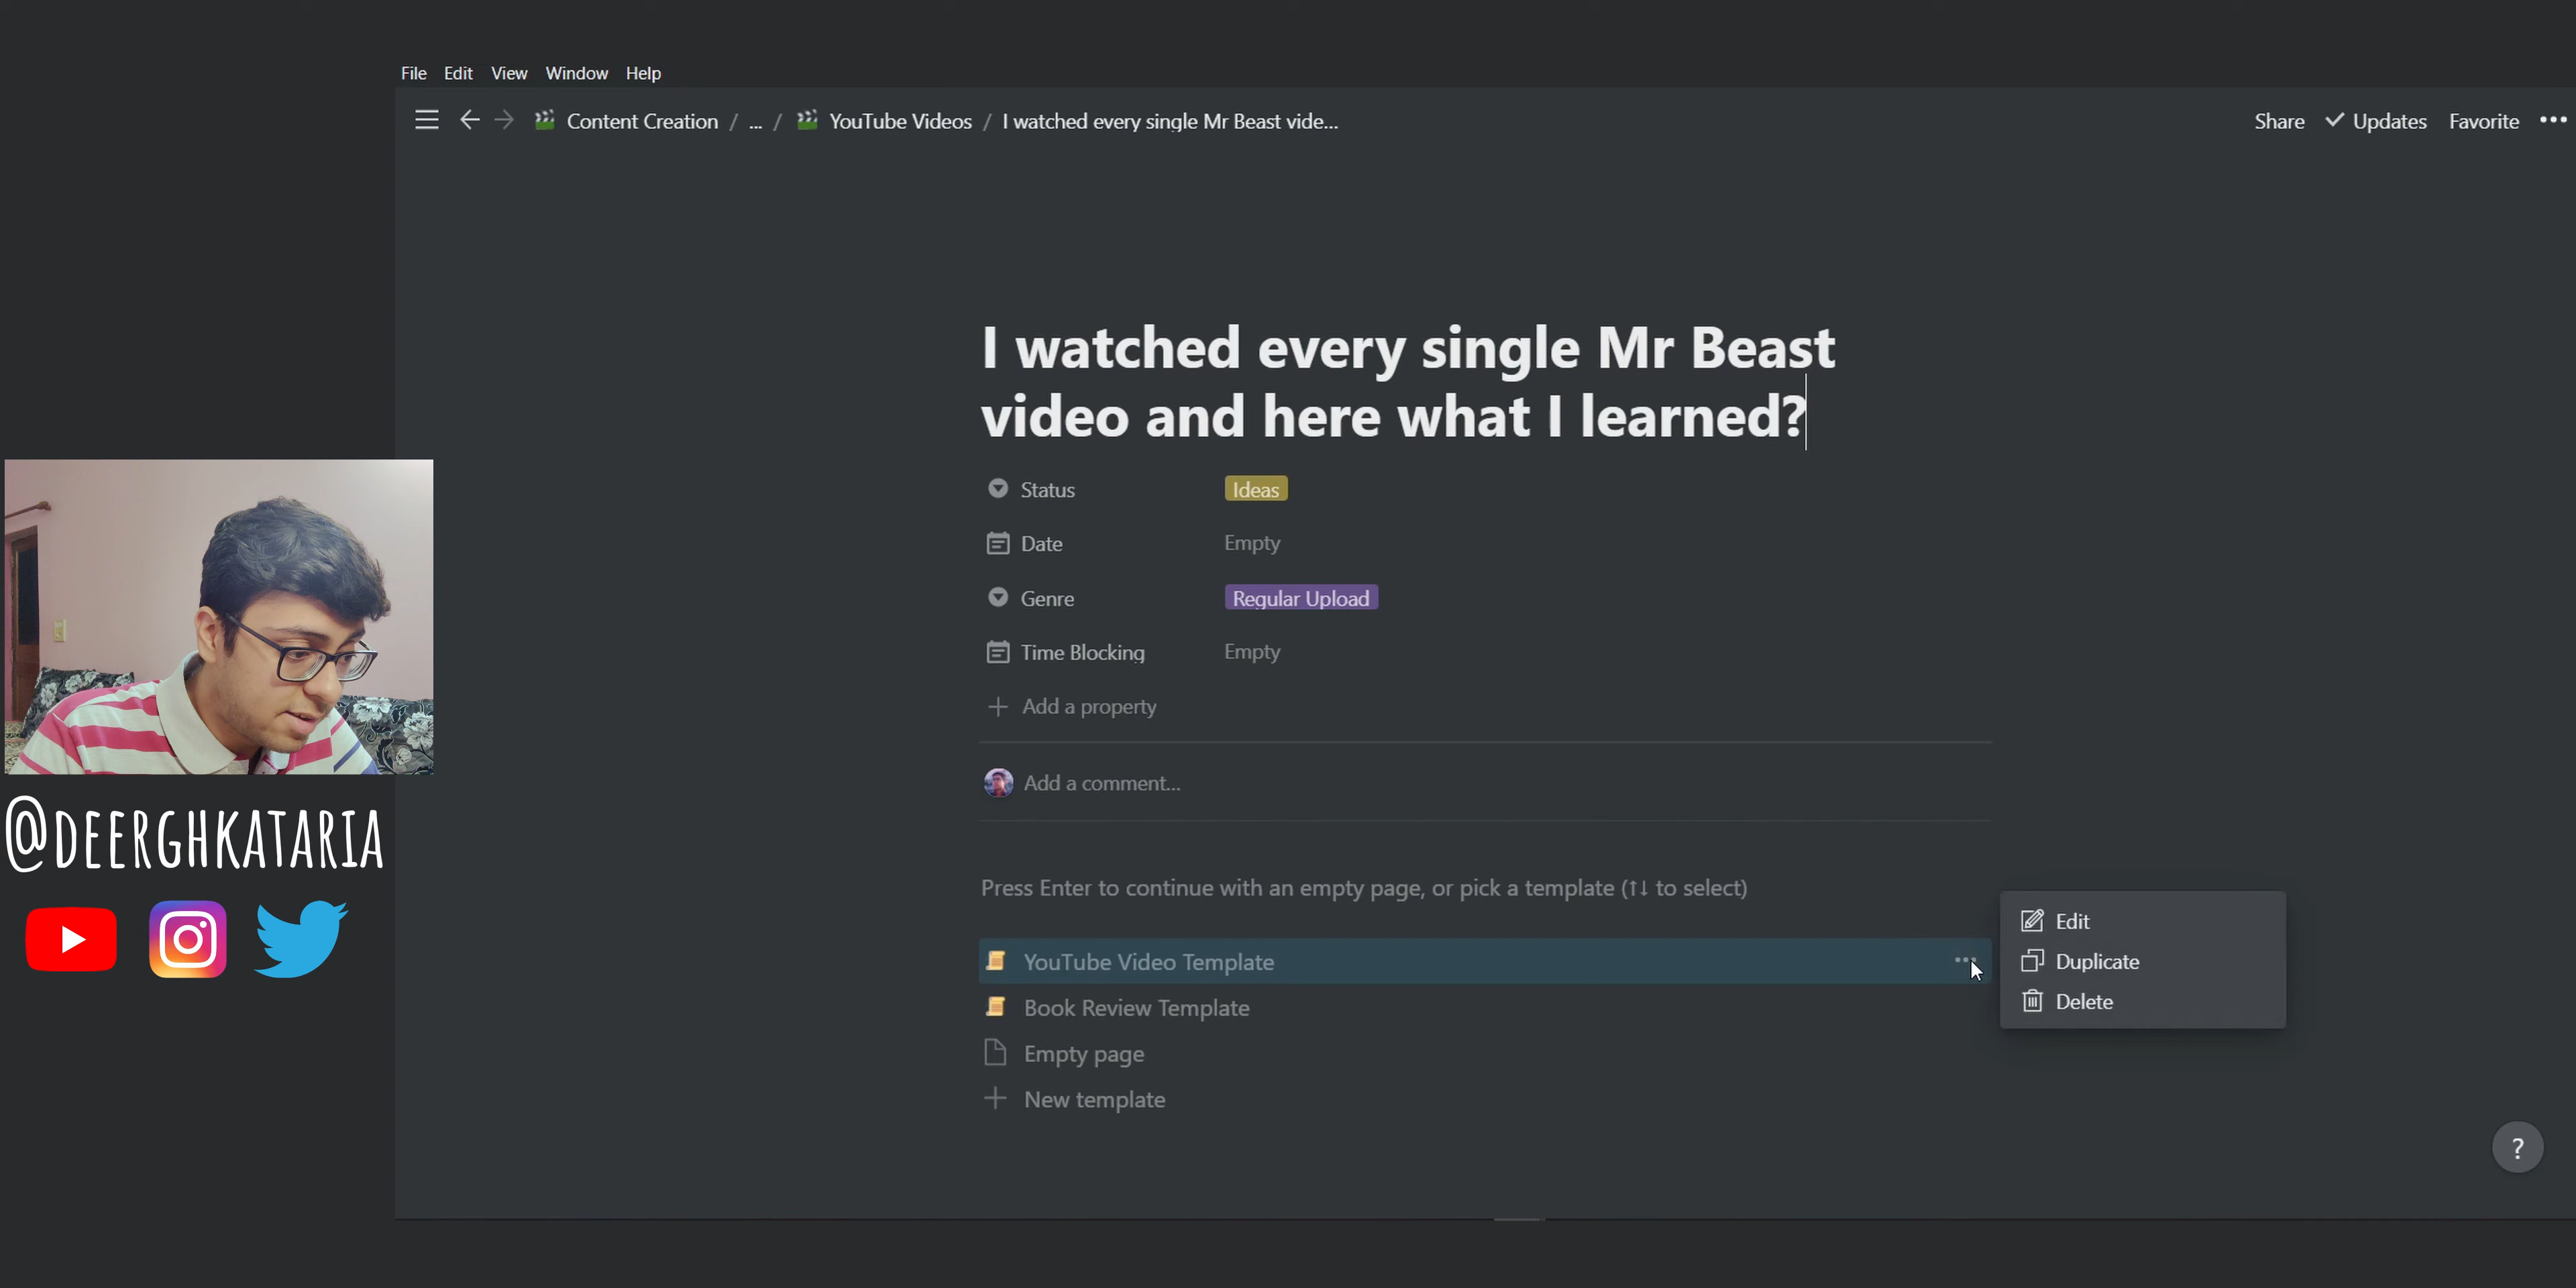 File Edit View Window Help
Content Creation / ... / YouTube Videos / I watched every single Mr Beast vide...
Share Updates Favorite
I watched every single Mr Beast
video and here what I learned?
Status Ideas
Date Empty
Genre Regular Upload
Time Blocking Empty
Add a property
Add a comment...
@DEERGHKATARIA
Press Enter to continue with an empty page, or pick a template (↑↓ to select)
YouTube Video Template
Book Review Template
Empty page
New template
Edit
Duplicate
Delete
?